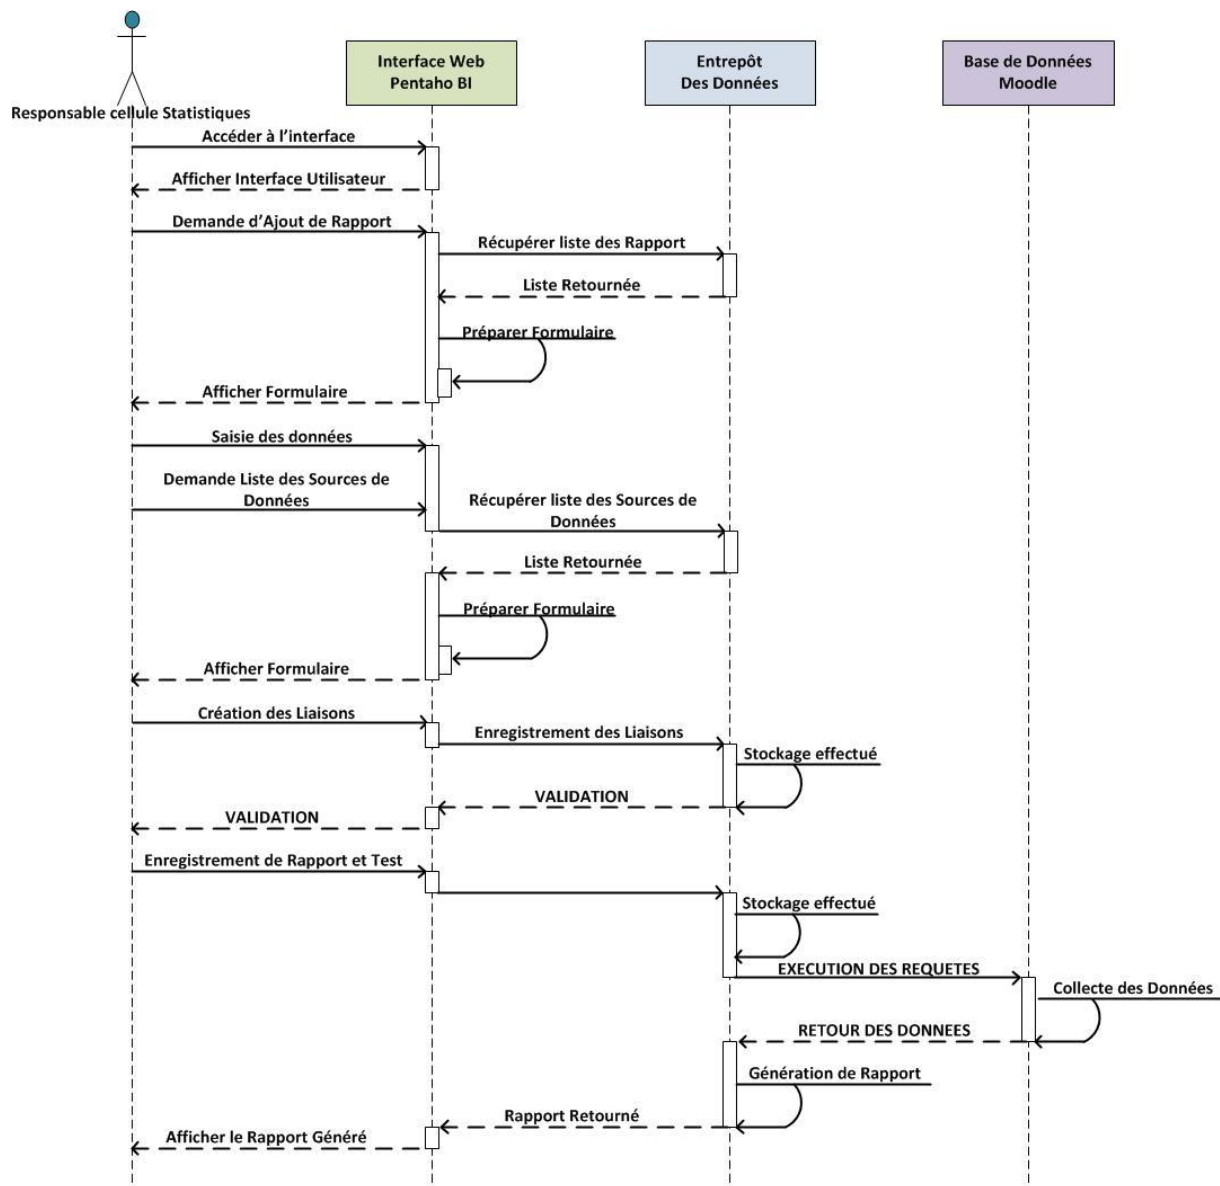 Interface Web
Pentaho BI
Entrepôt
Des Données
Base de Données
Moodle
Responsable cellule Statistiques
Accéder à l’interface
Afficher Interface Utilisateur
Demande d’Ajout de Rapport
Récupérer liste des Rapport
Liste Retournée
Préparer Formulaire
Afficher Formulaire
Saisie des données
Demande Liste des Sources de
Données
Récupérer liste des Sources de
Données
Liste Retournée
Préparer Formulaire
Afficher Formulaire
Création des Liaisons
Enregistrement des Liaisons
Stockage effectué
VALIDATION
VALIDATION
Enregistrement de Rapport et Test
Stockage effectué
EXECUTION DES REQUETES
Collecte des Données
RETOUR DES DONNEES
Génération de Rapport
Rapport Retourné
Afficher le Rapport Généré